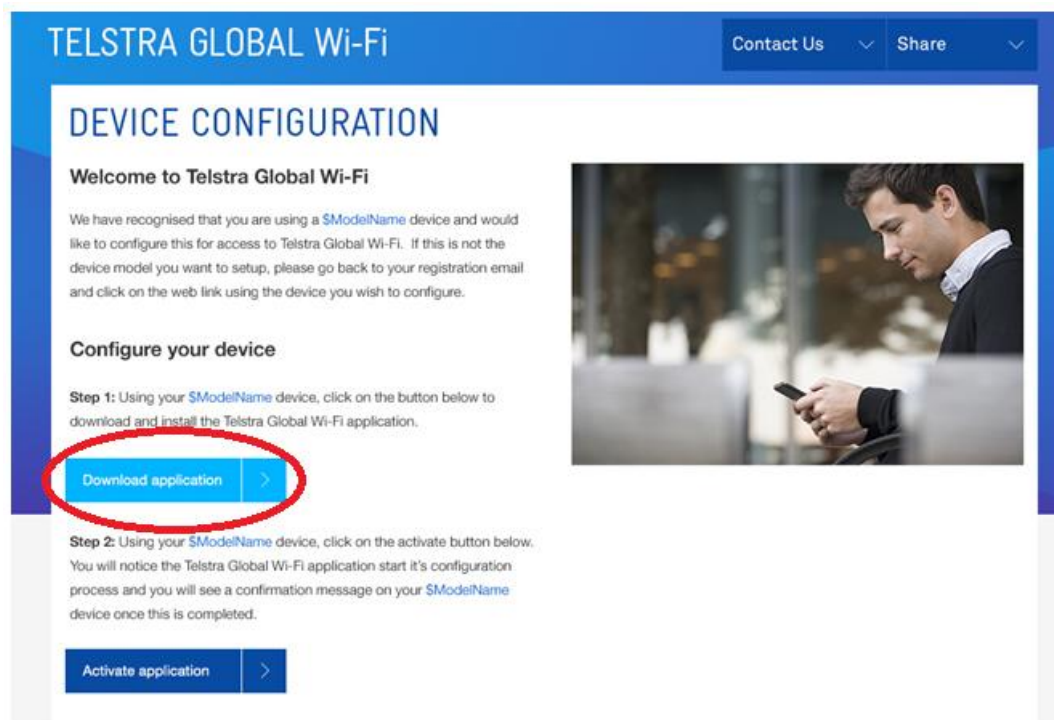 TELSTRA GLOBAL Wi-Fi
Contact Us
Share
DEVICE CONFIGURATION
Welcome to Telstra Global Wi-Fi
We have recognised that you are using a $ModelName device and would
like to configure this for access to Telstra Global Wi-Fi. If this is not the
device model you want to setup, please go back to your registration email
and click on the web link using the device you wish to configure.
Configure your device
Step 1: Using your $ModelName device, click on the button below to
download and install the Telstra Global Wi-Fi application.
Download application
Step 2: Using your $ModelName device, click on the activate button below.
You will notice the Telstra Global Wi-Fi application start it's configuration
process and you will see a confirmation message on your $ModelName
device once this is completed.
Activate application